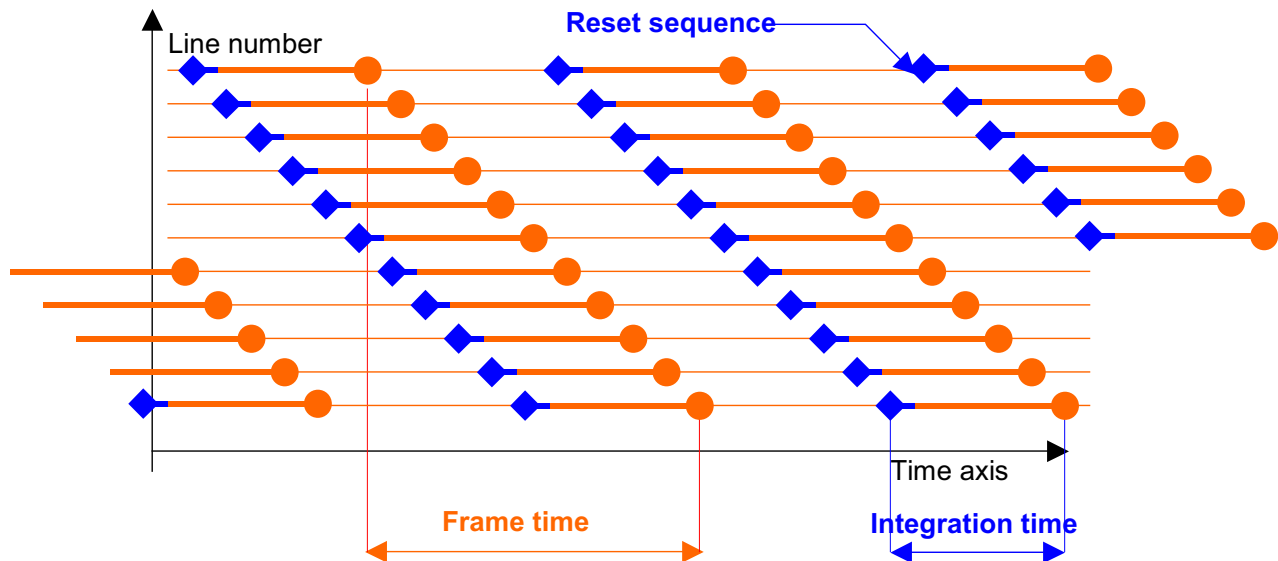 Reset sequence
Line number
Time axis
Frame time
Integration time